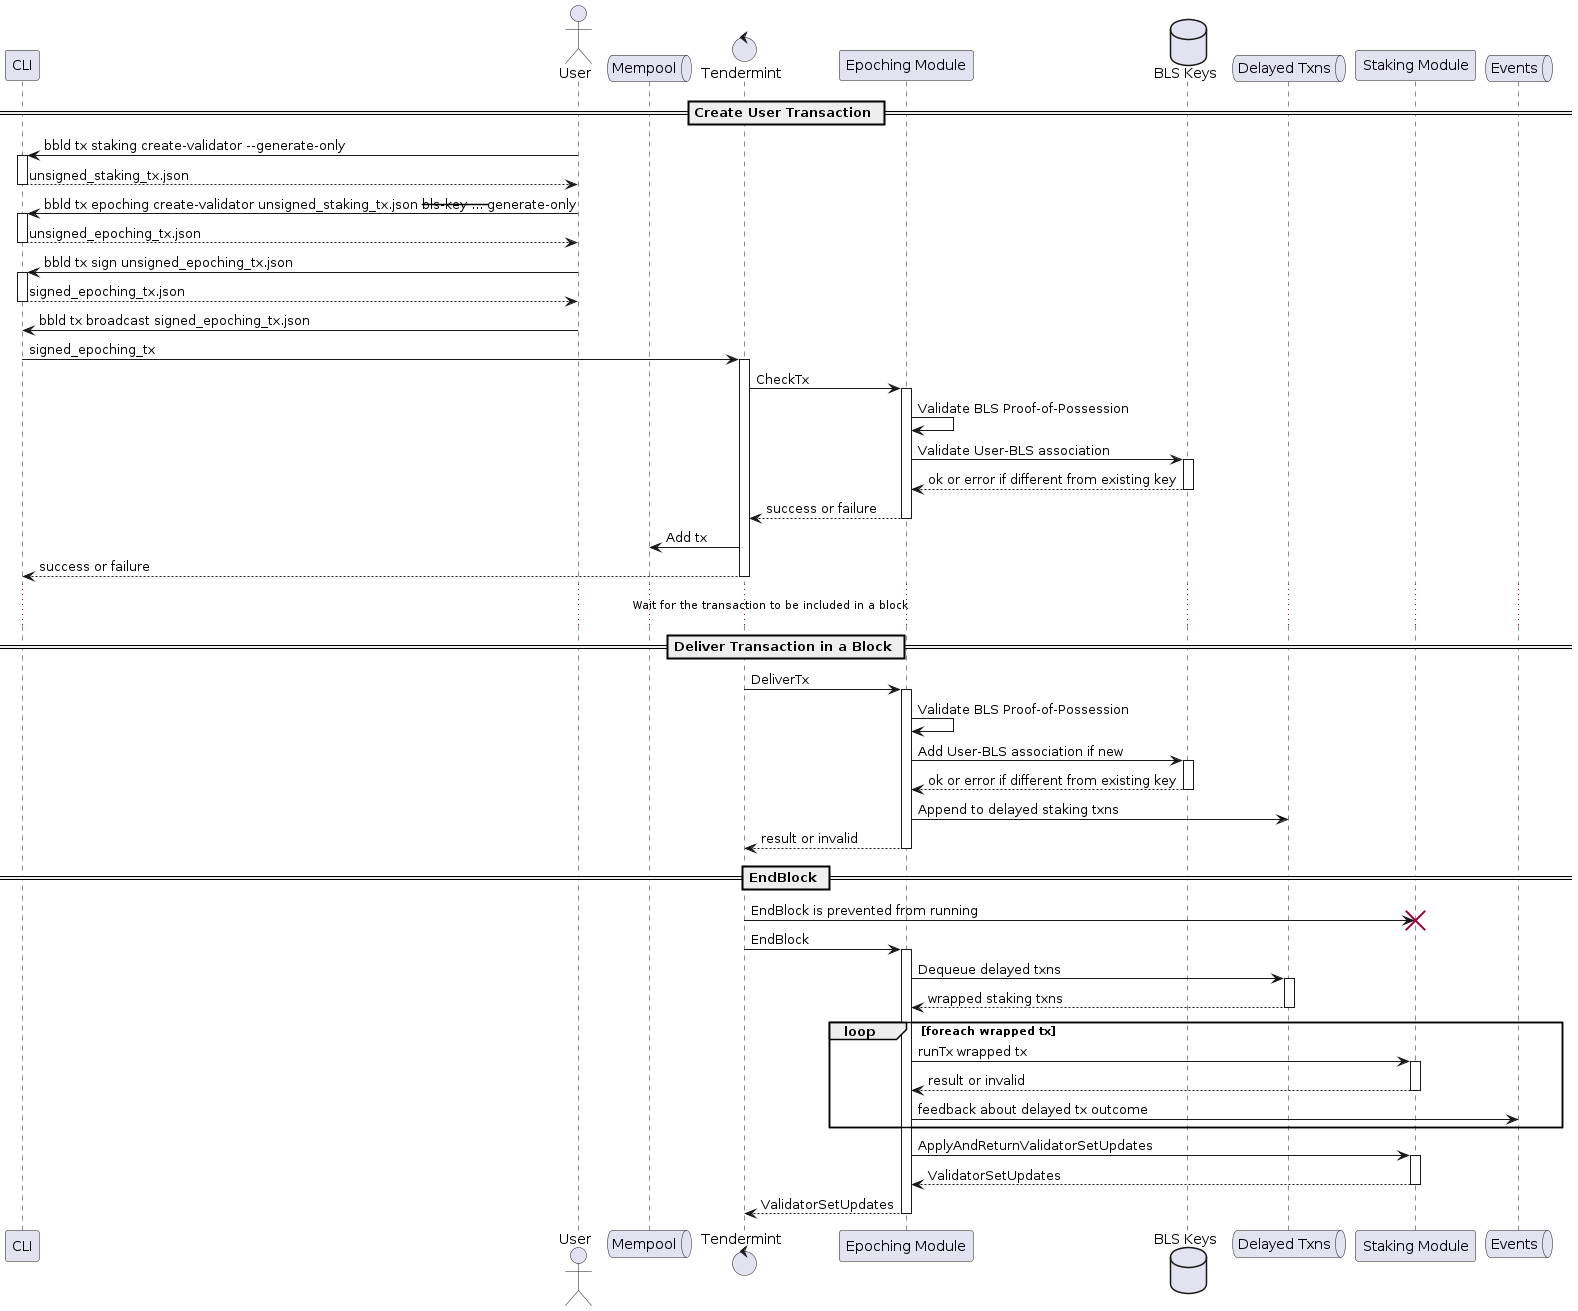 CLI
User
Mempool
Tendermint
Epoching Module
BLS Keys
Delayed Txns
Staking Module
Events
Create User Transaction
bbld tx staking create-validator --generate-only
unsigned_staking_tx.json
bbld tx epoching create-validator unsigned_staking_tx.json bls-key ... generate-only
unsigned_epoching_tx.json
bbld tx sign unsigned_epoching_tx.json
signed_epoching_tx.json
bbld tx broadcast signed_epoching_tx.json
signed_epoching_tx
CheckTx
Validate BLS Proof-of-Possession
Validate User-BLS association
ok or error if different from existing key
success or failure
Add tx
success or failure
Wait for the transaction to be included in a block
Deliver Transaction in a Block
DeliverTx
Validate BLS Proof-of-Possession
Add User-BLS association if new
ok or error if different from existing key
Append to delayed staking txns
result or invalid
EndBlock
EndBlock is prevented from running
EndBlock
Dequeue delayed txns
wrapped staking txns
loop [foreach wrapped tx]
runTx wrapped tx
result or invalid
feedback about delayed tx outcome
ApplyAndReturnValidatorSetUpdates
ValidatorSetUpdates
ValidatorSetUpdates
CLI
User
Mempool
Tendermint
Epoching Module
BLS Keys
Delayed Txns
Staking Module
Events